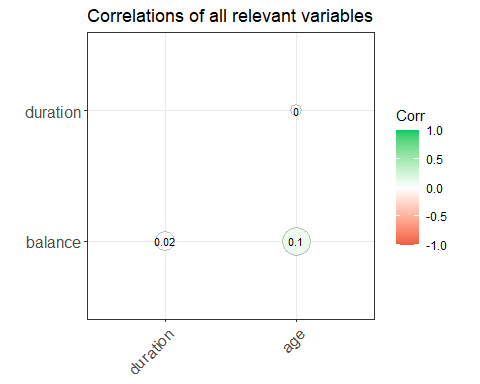 Correlations of all relevant variables
duration
0
balance
0.02
0.1
duration
age
Corr
1.0
0.5
0.0
-0.5
-1.0